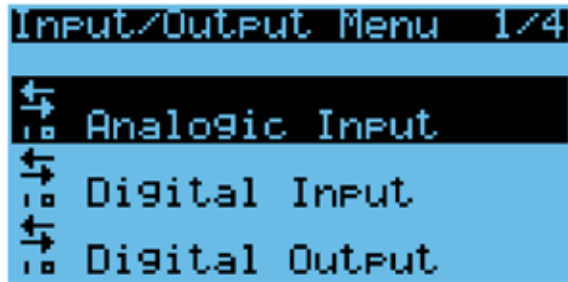 Input/Output Menu 1/4
Analogic Input
Digital Input
Digital Output